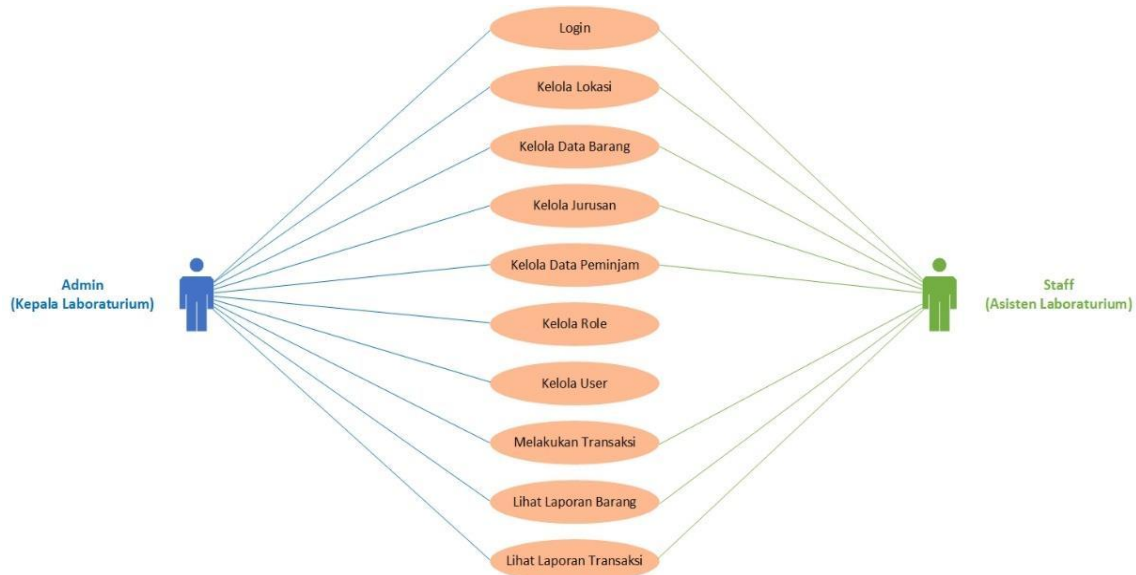 Login
Kelola Lokasi
Kelola Data Barang
Kelola Jurusan
Kelola Data Peminjam
Admin
(Kepala Laboraturium)
Staff
(Asisten Laboraturium)
Kelola Role
Kelola User
Melakukan Transaksi
Lihat Laporan Barang
Lihat Laporan Transaksi